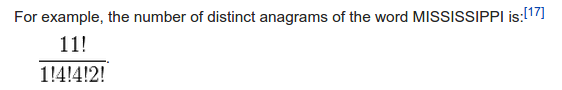 For example, the number of distinct anagrams of the word MISSISSIPPI is:[17]
11!
1!4!4!2!.